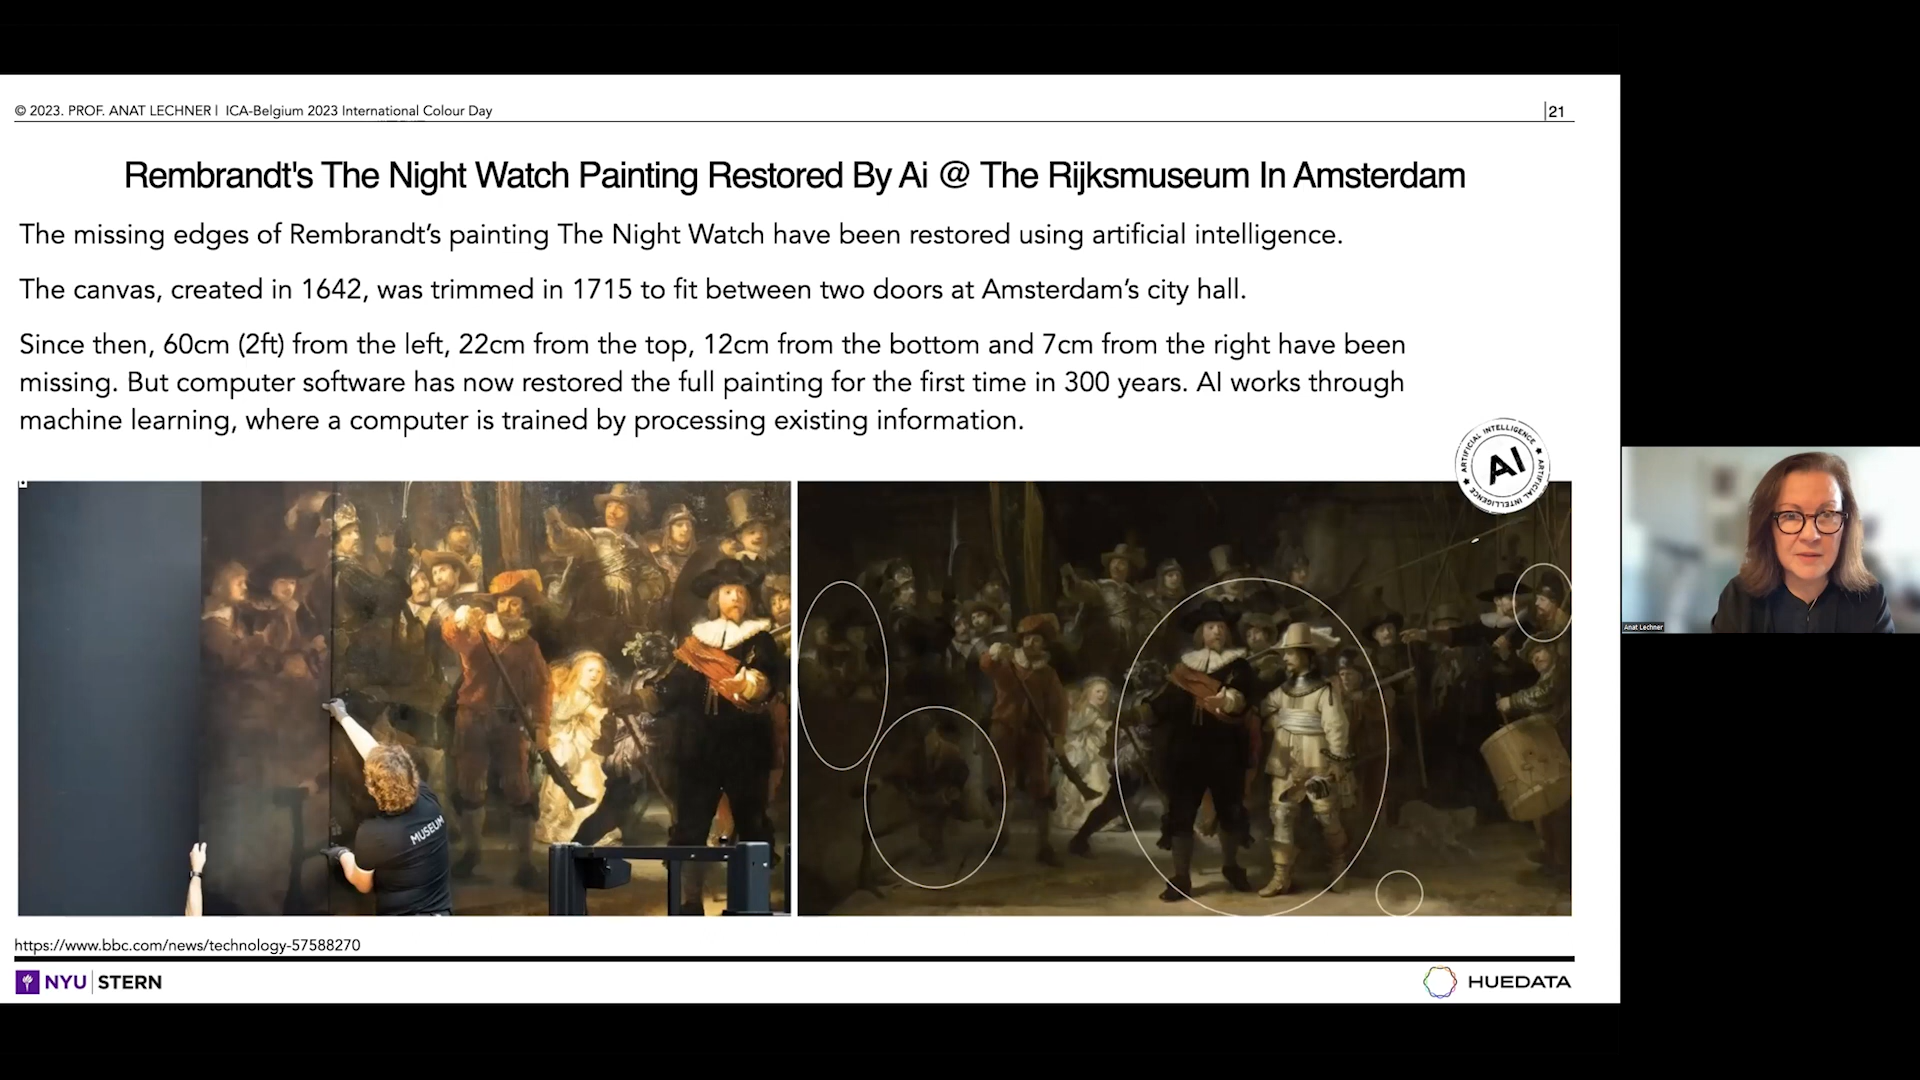 © 2023. PROF. ANAT LECHNER | ICA-Belgium 2023 International Colour Day
|21
Rembrandt's The Night Watch Painting Restored By Ai @ The Rijksmuseum In Amsterdam
The missing edges of Rembrandt’s painting The Night Watch have been restored using artificial intelligence.
The canvas, created in 1642, was trimmed in 1715 to fit between two doors at Amsterdam’s city hall.
Since then, 60cm (2ft) from the left, 22cm from the top, 12cm from the bottom and 7cm from the right have been
missing. But computer software has now restored the full painting for the first time in 300 years. AI works through
machine learning, where a computer is trained by processing existing information.
ARTIFICIAL INTELLIGENCE
AI
ARTIFICIAL INTELLIGENCE
MUSEUM
Anat Lechner
https://www.bbc.com/news/technology-57588270
NYU | STERN
HUEDATA